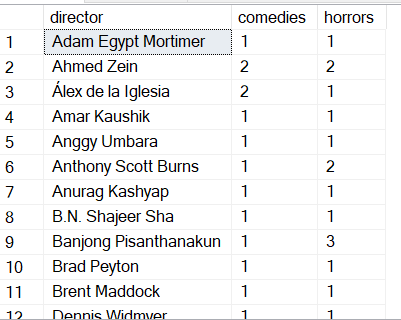 director comedies horrors
1 Adam Egypt Mortimer 1 1
2 Ahmed Zein 2 2
3 Álex de la Iglesia 2 1
4 Amar Kaushik 1 1
5 Anggy Umbara 1 1
6 Anthony Scott Burns 1 2
7 Anurag Kashyap 1 1
8 B.N. Shajeer Sha 1 1
9 Banjong Pisanthanakun 1 3
10 Brad Peyton 1 1
11 Brent Maddock 1 1
12 Dennis Widmyer 1 1